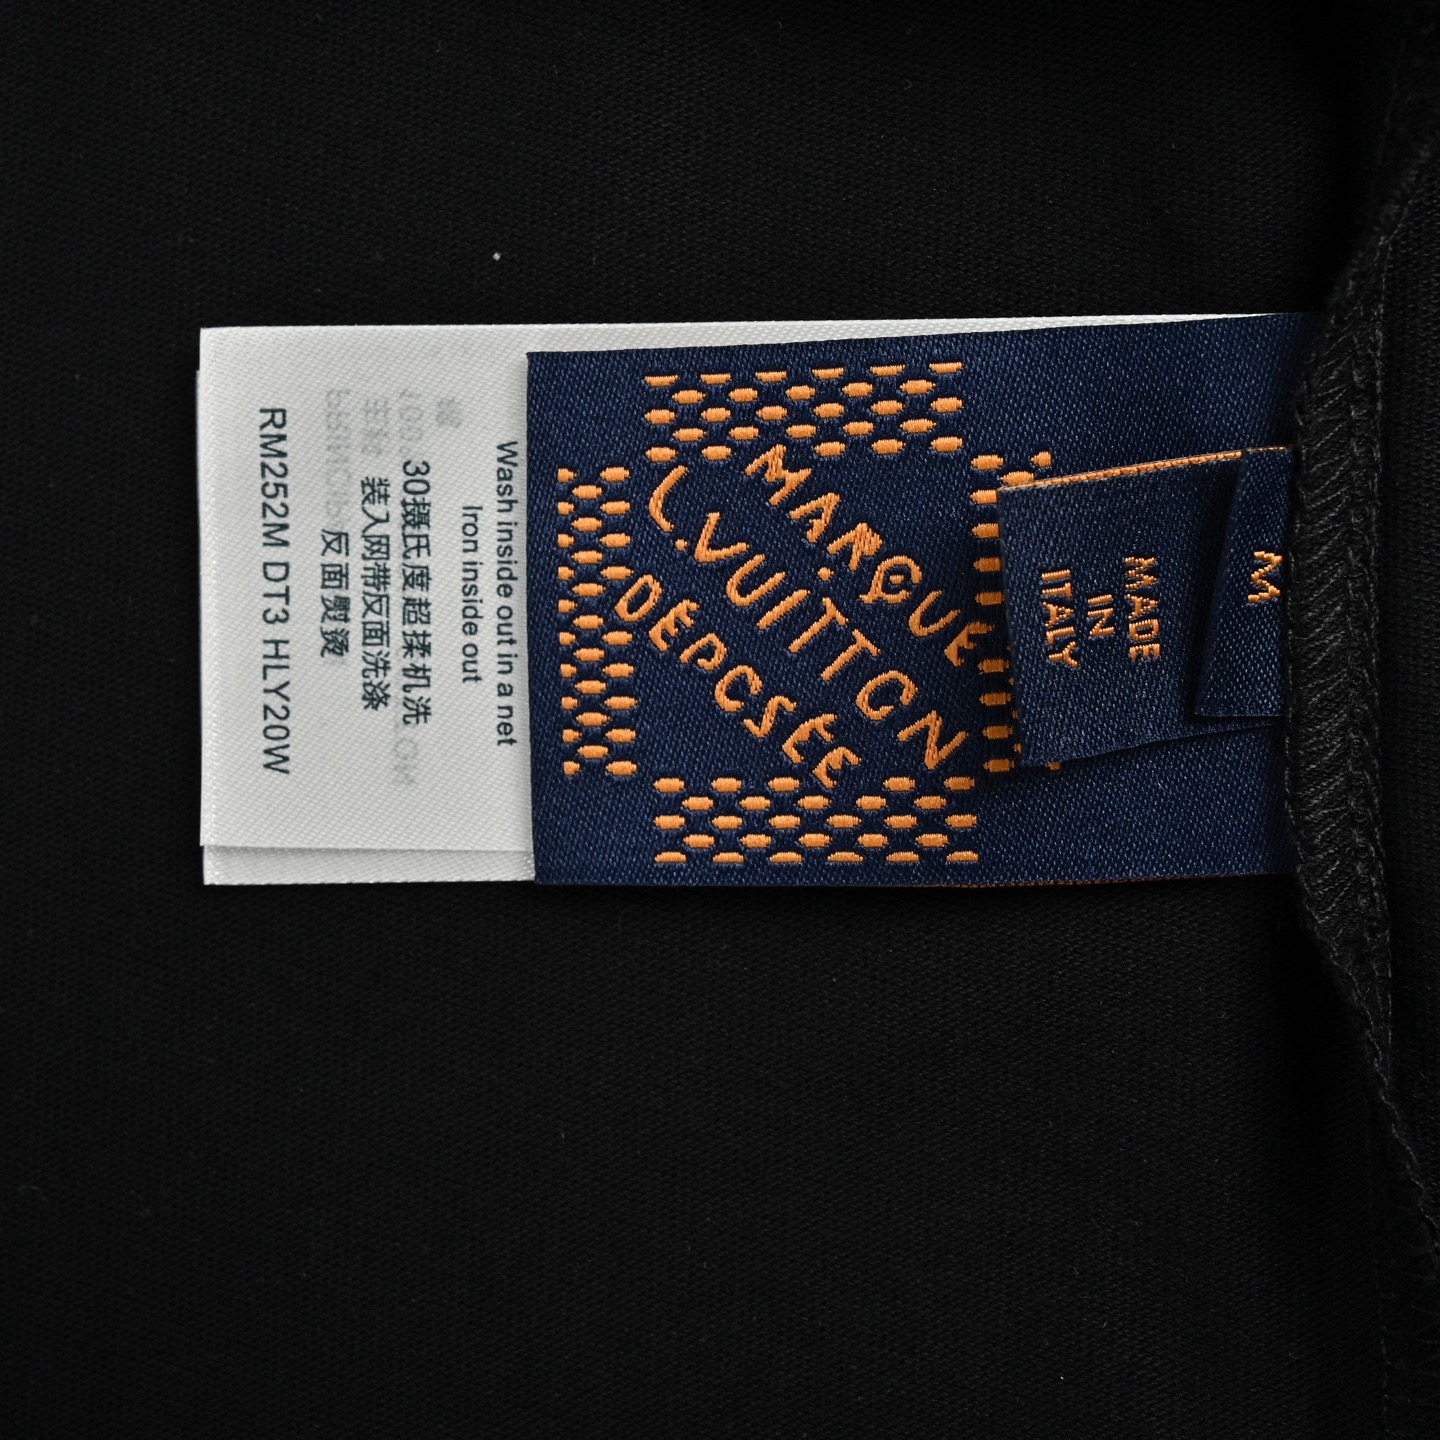 M
MADE
IN
ITALY
MARQUE
L.VUITTON
DÉPOSÉE
Wash inside out in a net
Iron inside out
30摄氏度超揉机洗
装入网带反面洗涤
反面熨烫
RM252M DT3 HLY20W